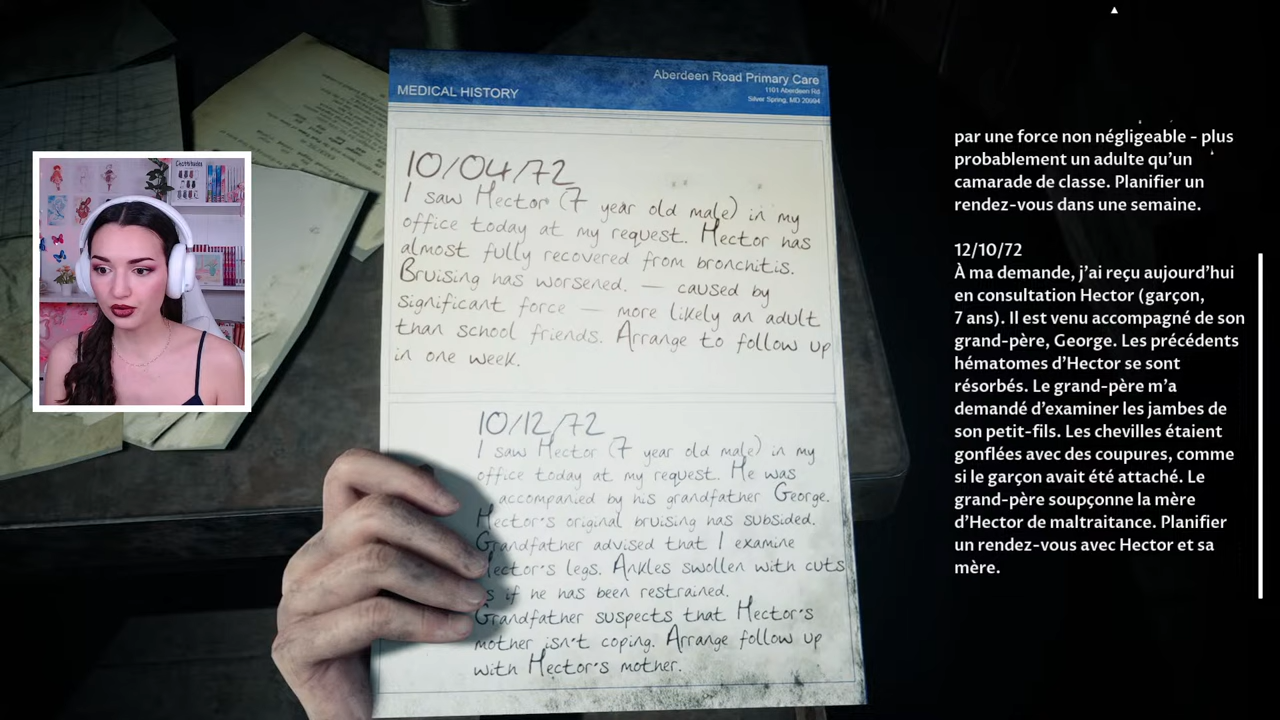 Aberdeen Road Primary Care
1101 Aberdeen Rd
Silver Spring, MD 20994
MEDICAL HISTORY
10/04/72
I saw Hector (7 year old male) in my
office today at my request. Hector has
almost fully recovered from bronchitis.
Bruising has worsened. — caused by
significant force — more likely an adult
than school friends. Arrange to follow up
in one week.
10/12/72
I saw Hector (7 year old male) in my
office today at my request. He was
accompanied by his grandfather George.
Hector's original bruising has subsided.
Grandfather advised that I examine
Hector's legs. Ankles swollen with cuts
as if he has been restrained.
Grandfather suspects that Hector's
mother isn't coping. Arrange follow up
with Hector's mother.
par une force non négligeable - plus
probablement un adulte qu'un
camarade de classe. Planifier un
rendez-vous dans une semaine.
12/10/72
À ma demande, j'ai reçu aujourd'hui
en consultation Hector (garçon,
7 ans). Il est venu accompagné de son
grand-père, George. Les précédents
hématomes d'Hector se sont
résorbés. Le grand-père m'a
demandé d'examiner les jambes de
son petit-fils. Les chevilles étaient
gonflées avec des coupures, comme
si le garçon avait été attaché. Le
grand-père soupçonne la mère
d'Hector de maltraitance. Planifier
un rendez-vous avec Hector et sa
mère.